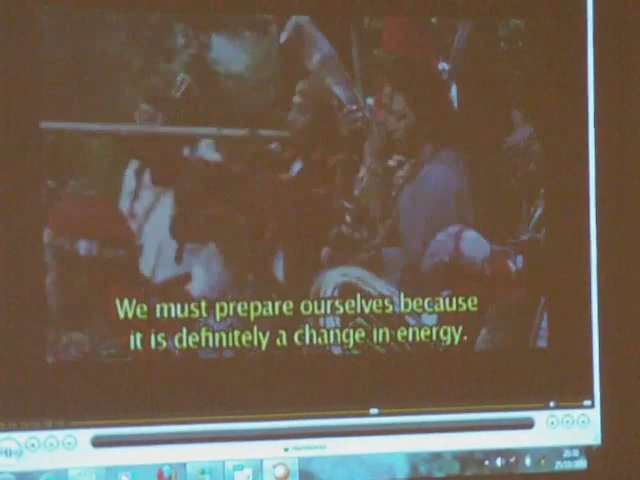 We must prepare ourselves because
it is definitely a change in energy.